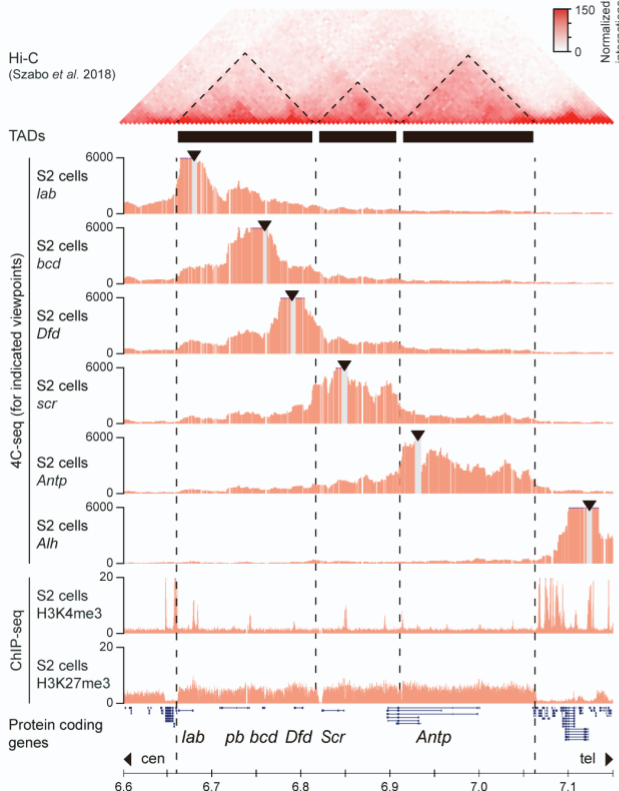 Hi-C
(Szabo et al. 2018)
150
0
Normalized
TADs
4C-seq (for indicated viewpoints)
6000
0
S2 cells
lab
6000
0
S2 cells
bcd
6000
0
S2 cells
Dfd
6000
0
S2 cells
scr
6000
0
S2 cells
Antp
6000
0
S2 cells
Alh
ChIP-seq
20
0
S2 cells
H3K4me3
20
0
S2 cells
H3K27me3
Protein coding
genes
lab pb bcd Dfd Scr Antp
cen tel
6.6 6.7 6.8 6.9 7.0 7.1